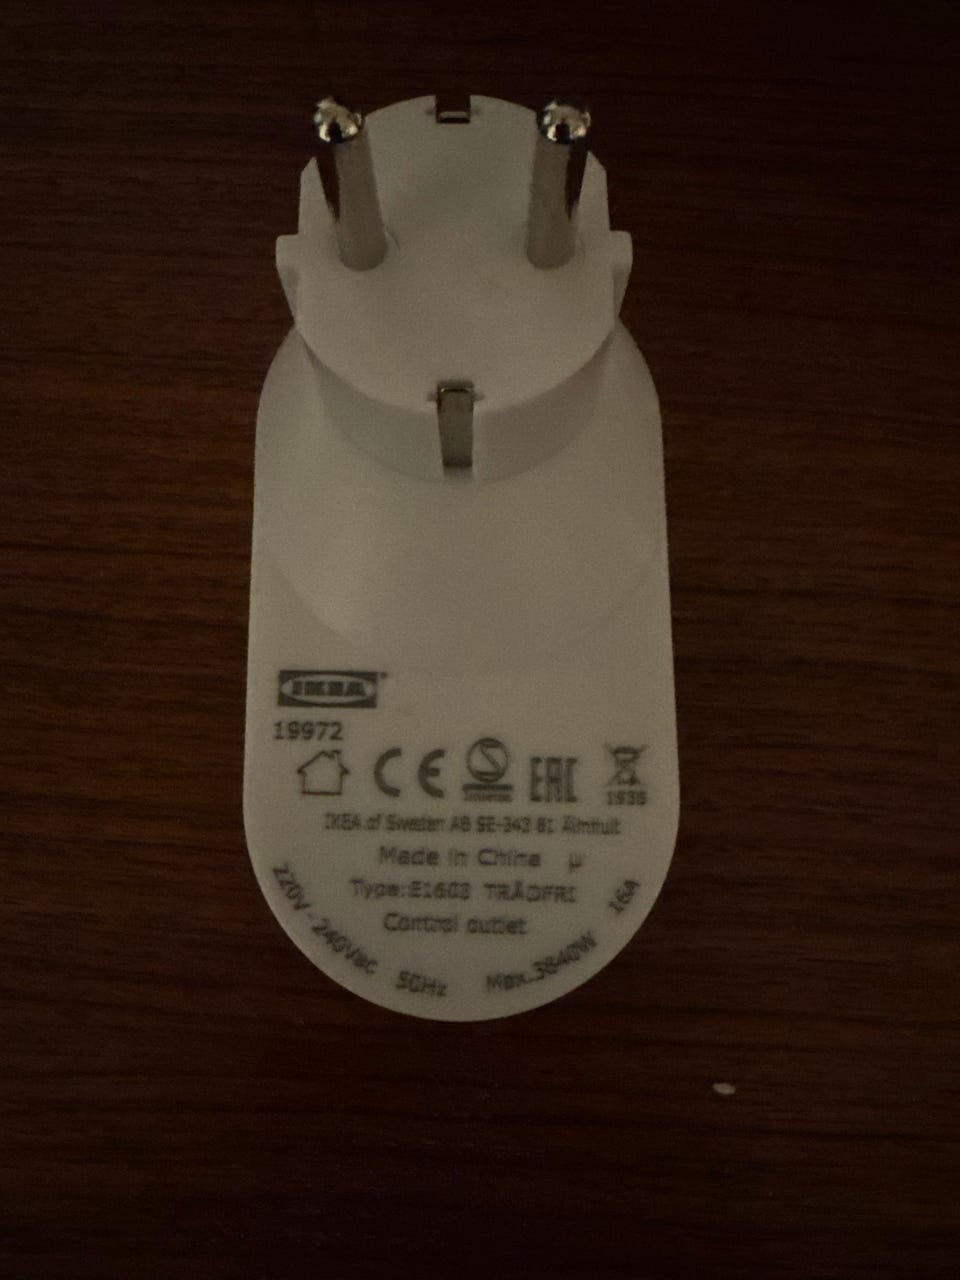 IKEA
19972
CE EAC
1935
IKEA of Sweden AB SE-343 81 Älmhult
Made in China µ
Type:E1603 TRÅDFRI
Control outlet
220V - 240Vac 50Hz Max.3840W 16A